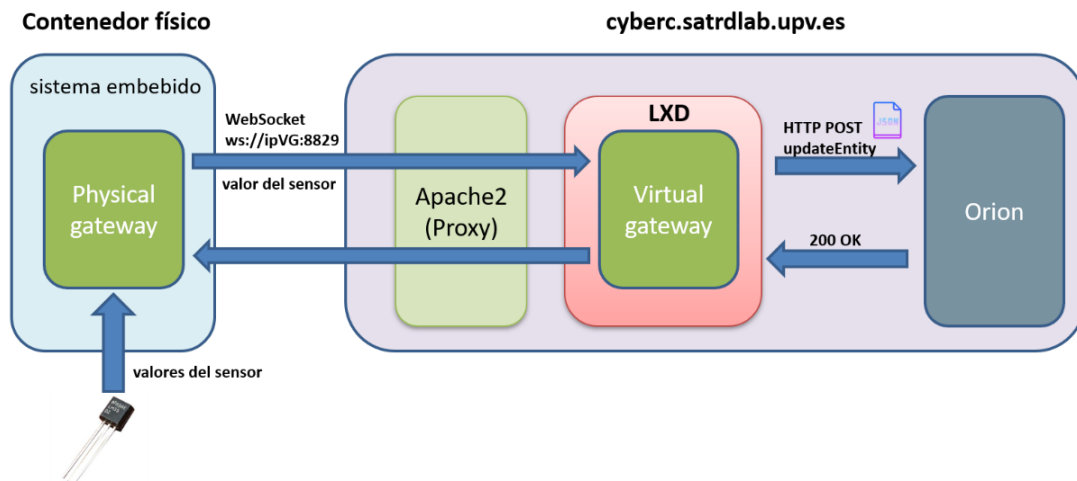 Contenedor físico
cyberc.satrdlab.upv.es
sistema embebido
Physical
gateway
WebSocket
ws://ipVG:8829
valor del sensor
Apache2
(Proxy)
LXD
Virtual
gateway
HTTP POST
updateEntity
JSON
200 OK
Orion
valores del sensor